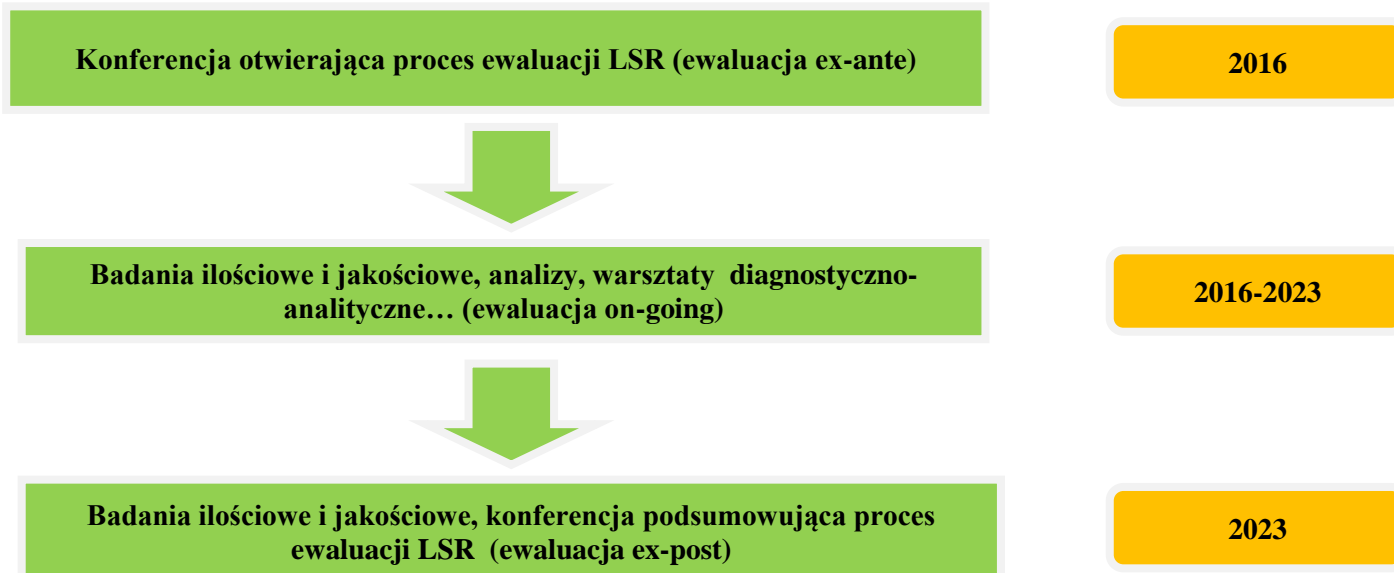 Konferencja otwierająca proces ewaluacji LSR (ewaluacja ex-ante)
2016
Badania ilościowe i jakościowe, analizy, warsztaty diagnostyczno-
analityczne… (ewaluacja on-going)
2016-2023
Badania ilościowe i jakościowe, konferencja podsumowująca proces
ewaluacji LSR (ewaluacja ex-post)
2023